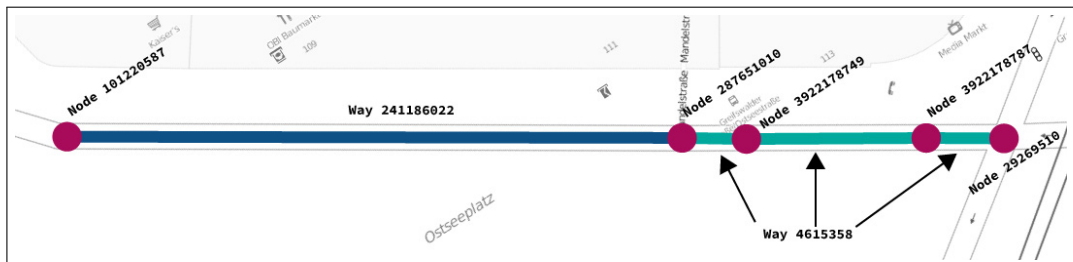 Kaiser's
OBI Baumarkt
109
111
Mandelstr
113
Media Markt
Node 101220587
Way 241186022
Node 287651010
Node 3922178749
Node 3922178787
Node 29269510
Greifswalder
Ostseeplatz
Way 4615358